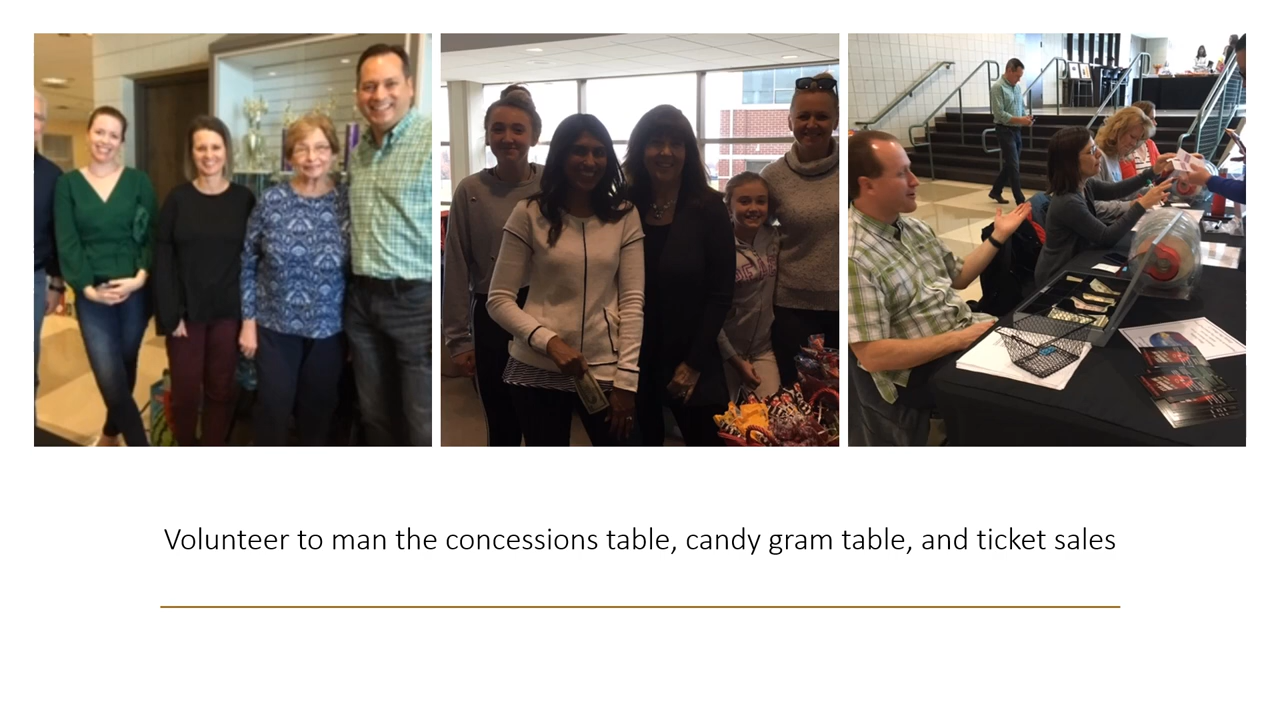 Volunteer to man the concessions table, candy gram table, and ticket sales